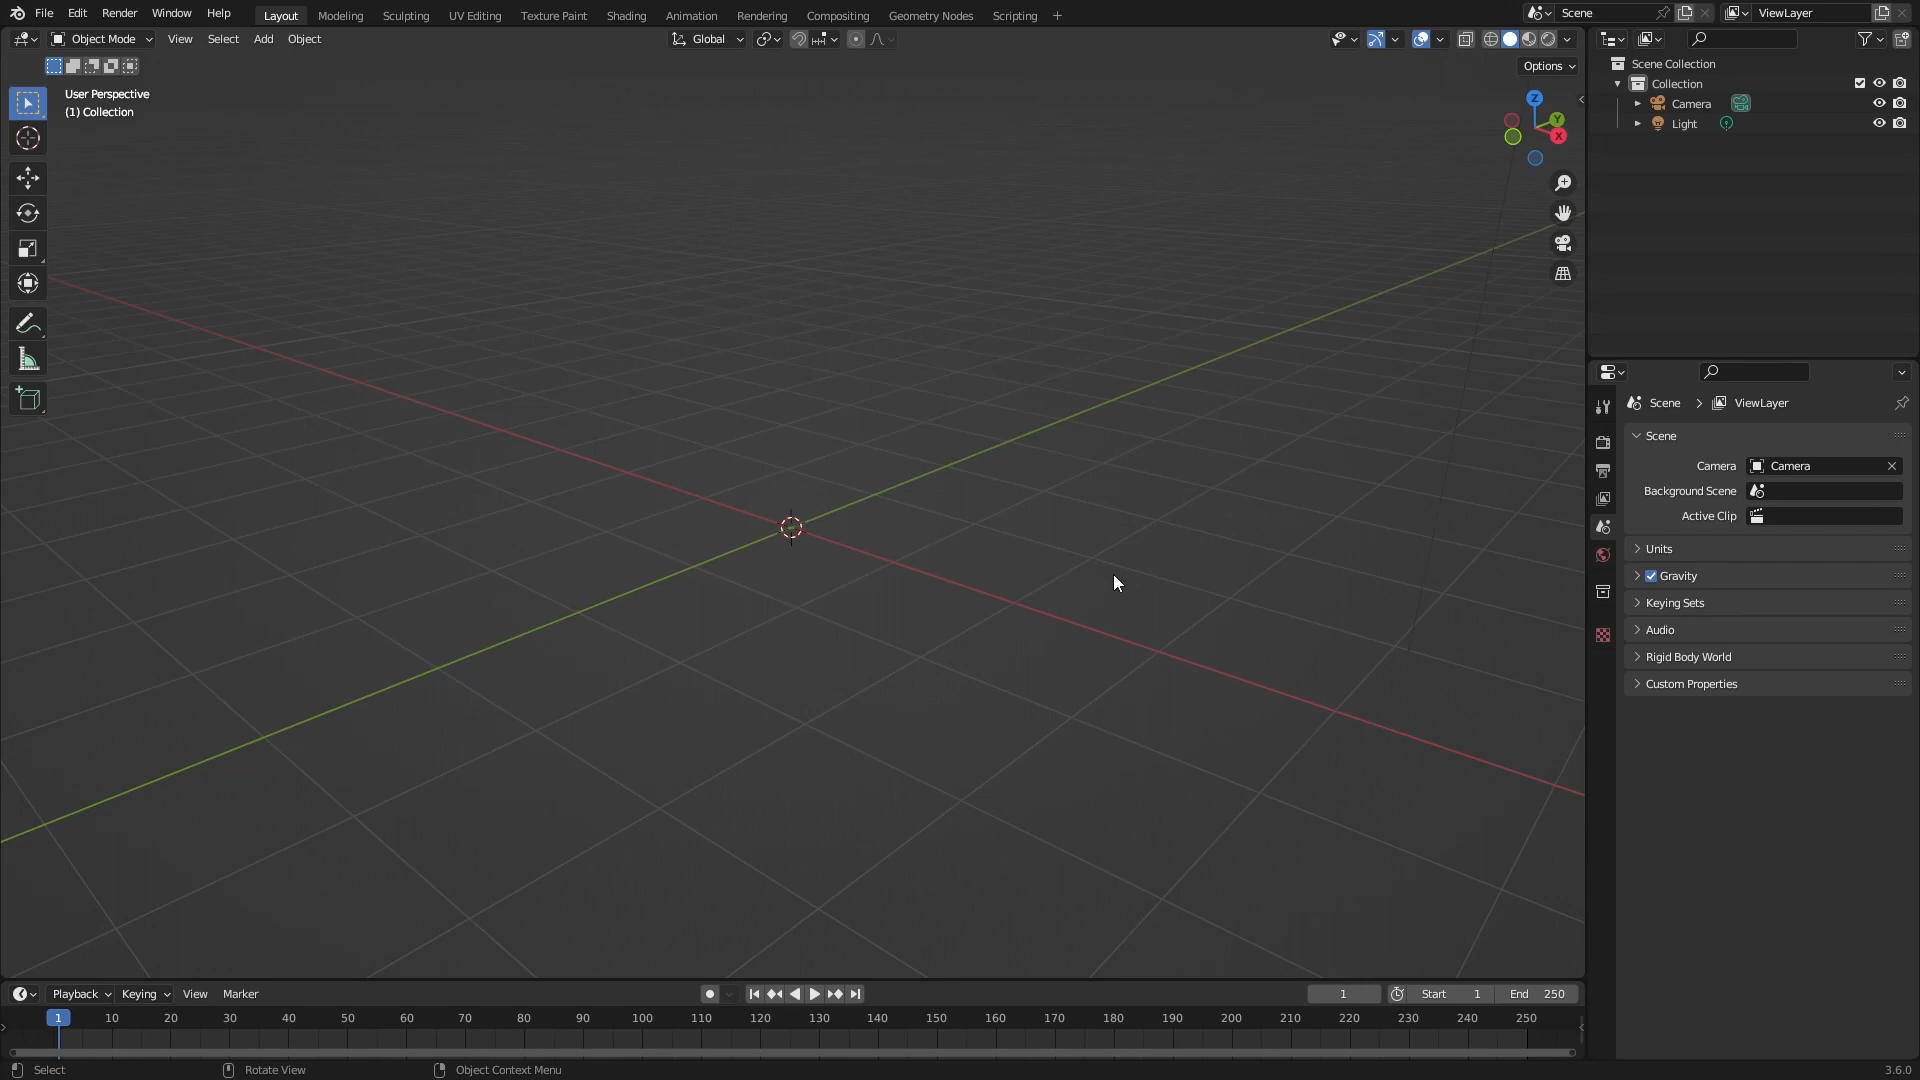 File Edit Render Window Help Layout Modeling Sculpting UV Editing Texture Paint Shading Animation Rendering Compositing Geometry Nodes Scripting + Scene ViewLayer
Object Mode View Select Add Object Global
Options
User Perspective
(1) Collection
Z
Y
X
Scene Collection
Collection
Camera
Light
Scene > ViewLayer
Scene
Camera Camera
Background Scene
Active Clip
Units
Gravity
Keying Sets
Audio
Rigid Body World
Custom Properties
Playback Keying View Marker 1 Start 1 End 250
1 10 20 30 40 50 60 70 80 90 100 110 120 130 140 150 160 170 180 190 200 210 220 230 240 250
Select Rotate View Object Context Menu 3.6.0